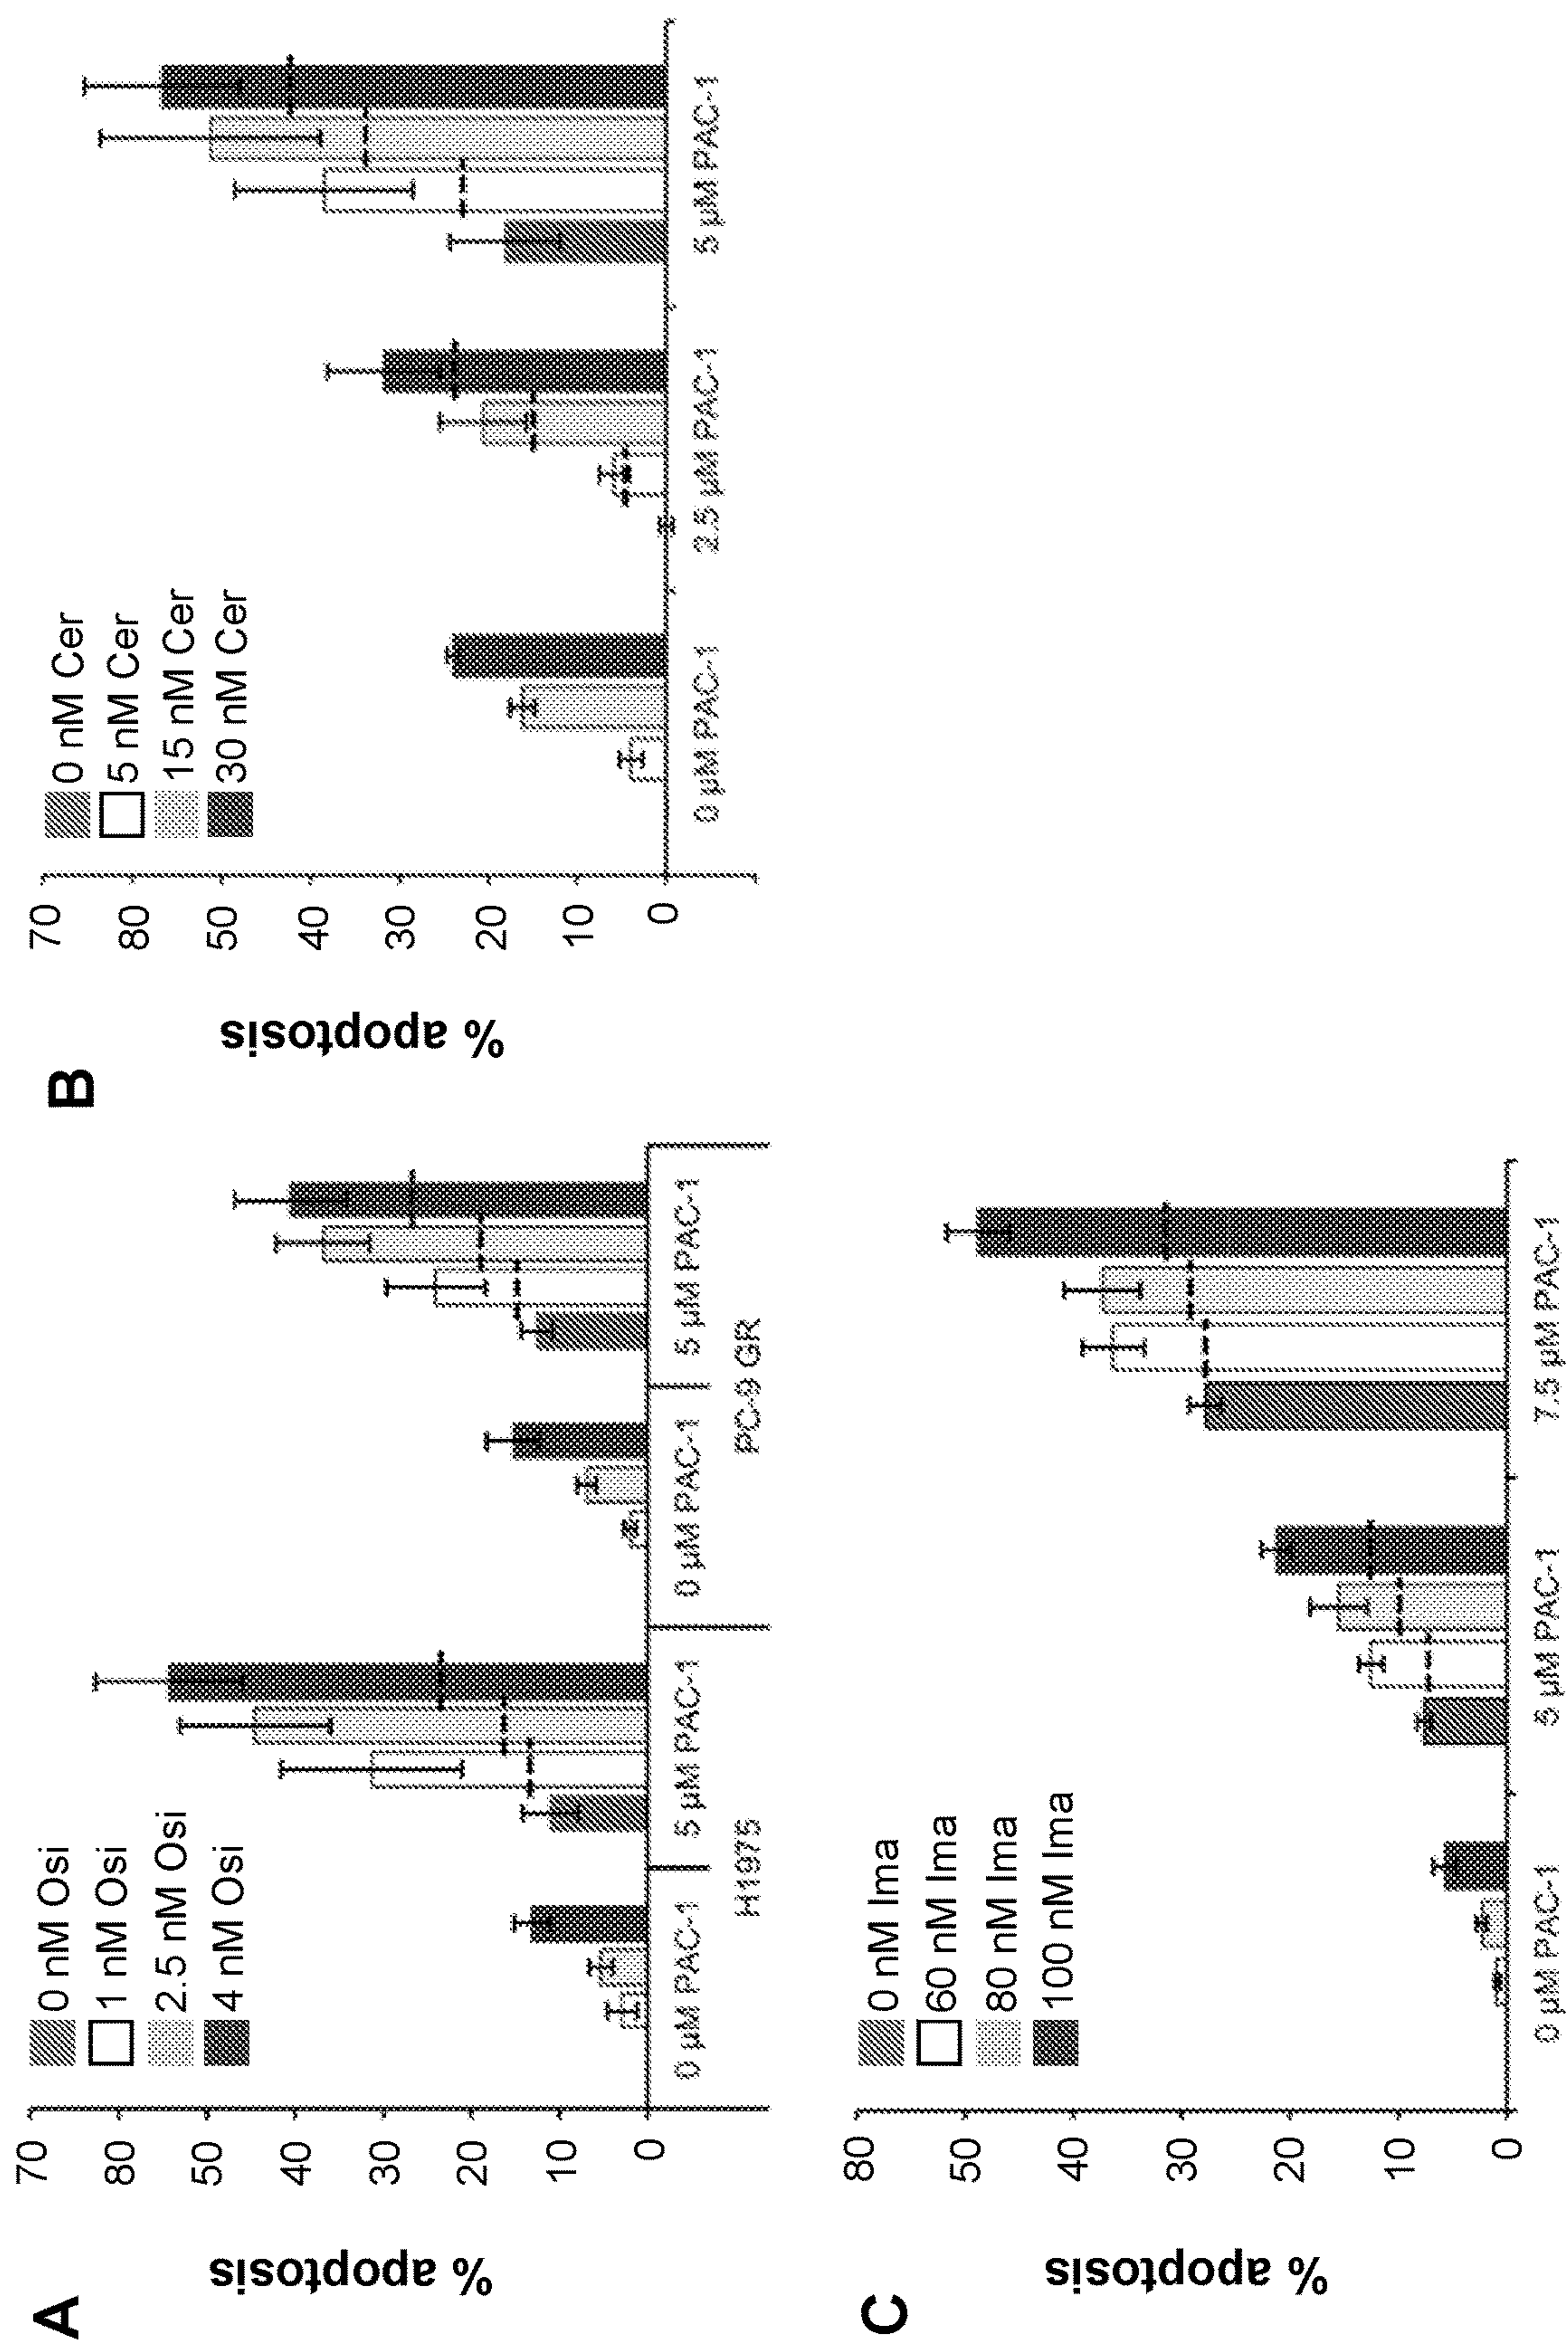 A
% apoptosis
70
80
50
40
30
20
10
0
0 nM Osi
1 nM Osi
2.5 nM Osi
4 nM Osi
0 µM PAC-1
5 µM PAC-1
0 µM PAC-1
5 µM PAC-1
H1975
PC-9 GR
B
% apoptosis
70
80
50
40
30
20
10
0
0 nM Cer
5 nM Cer
15 nM Cer
30 nM Cer
0 µM PAC-1
2.5 µM PAC-1
5 µM PAC-1
C
% apoptosis
80
50
40
30
20
10
0
0 nM Ima
60 nM Ima
80 nM Ima
100 nM Ima
0 µM PAC-1
5 µM PAC-1
7.5 µM PAC-1